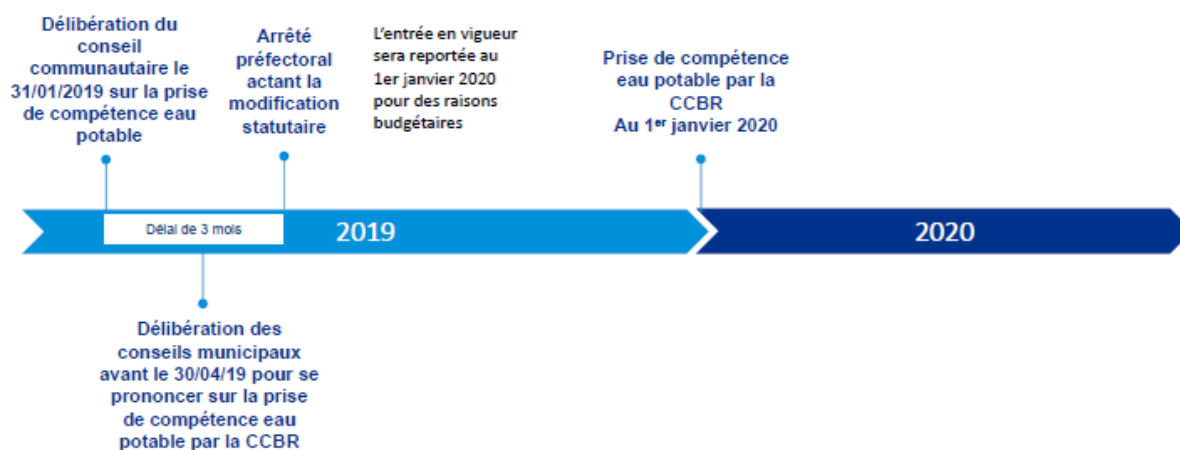 Délibération du
conseil
communautaire le
31/01/2019 sur la prise
de compétence eau
potable
Arrêté
préfectoral
actant la
modification
statutaire
L'entrée en vigueur
sera reportée au
1er janvier 2020
pour des raisons
budgétaires
Prise de compétence
eau potable par la
CCBR
Au 1er janvier 2020
Délai de 3 mois
2019
2020
Délibération des
conseils municipaux
avant le 30/04/19 pour se
prononcer sur la prise
de compétence eau
potable par la CCBR